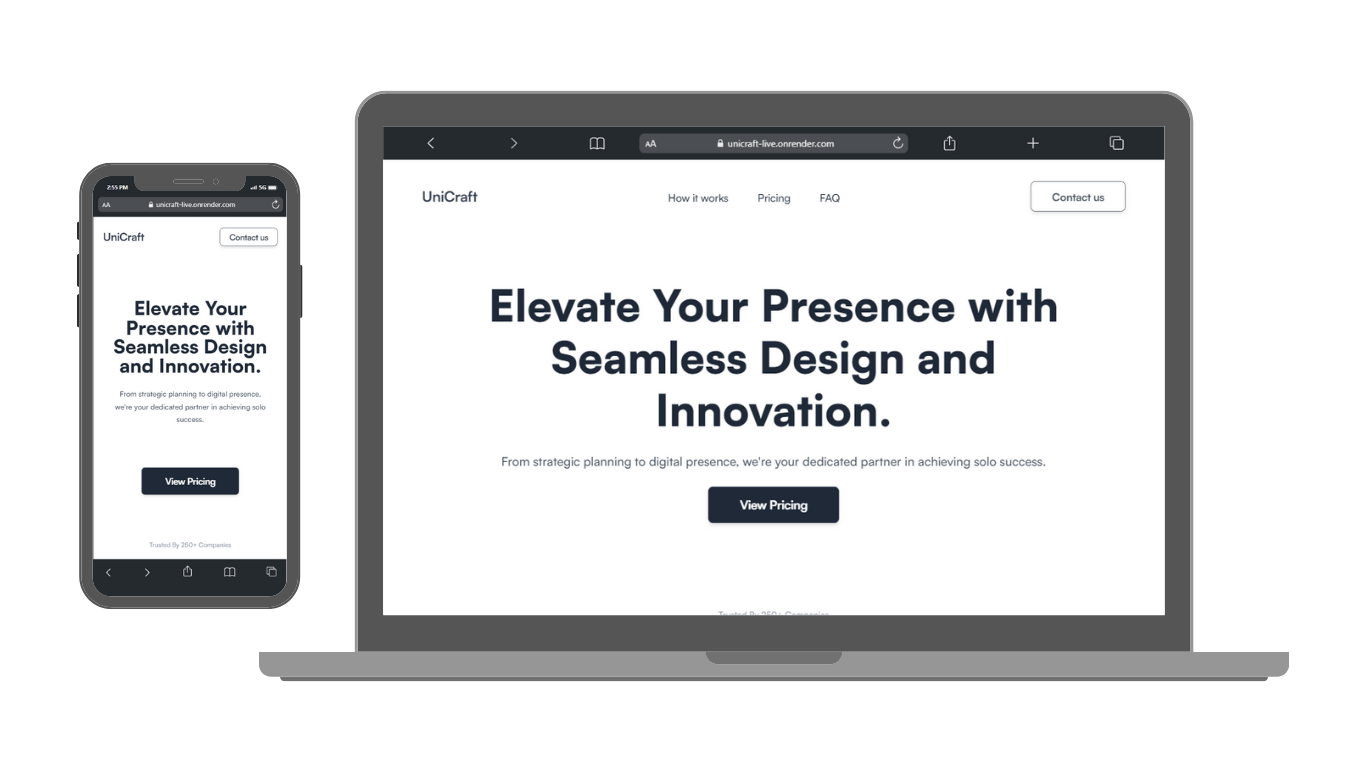 2:55 PM
5G
AA unicraft-live.onrender.com
UniCraft
Contact us
Elevate Your
Presence with
Seamless Design
and Innovation.
From strategic planning to digital presence,
we're your dedicated partner in achieving solo
success.
View Pricing
Trusted By 250+ Companies
AA unicraft-live.onrender.com
UniCraft
How it works Pricing FAQ
Contact us
Elevate Your Presence with
Seamless Design and
Innovation.
From strategic planning to digital presence, we're your dedicated partner in achieving solo success.
View Pricing
Trusted By 250+ Companies